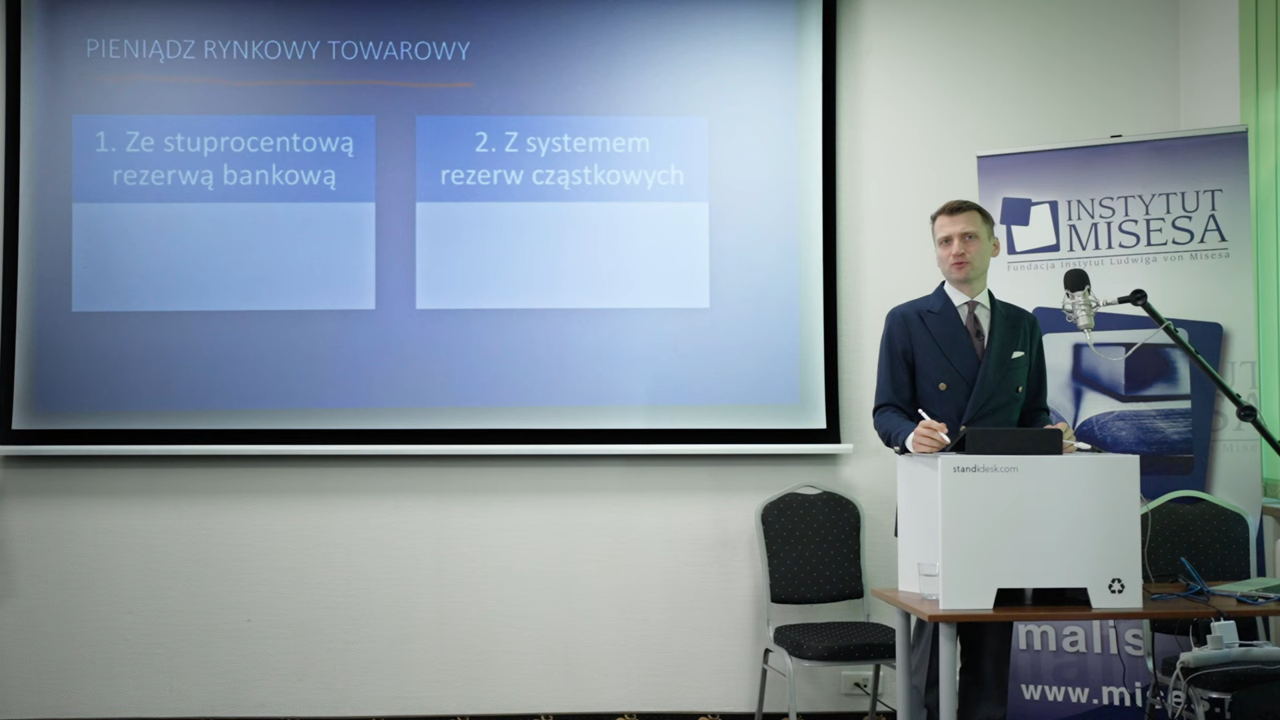 PIENIĄDZ RYNKOWY TOWAROWY
1. Ze stuprocentową
rezerwą bankową
2. Z systemem
rezerw cząstkowych
INSTYTUT
MISESA
Fundacja Instytut Ludwiga von Misesa
standidesk.com
malis
www.mises.